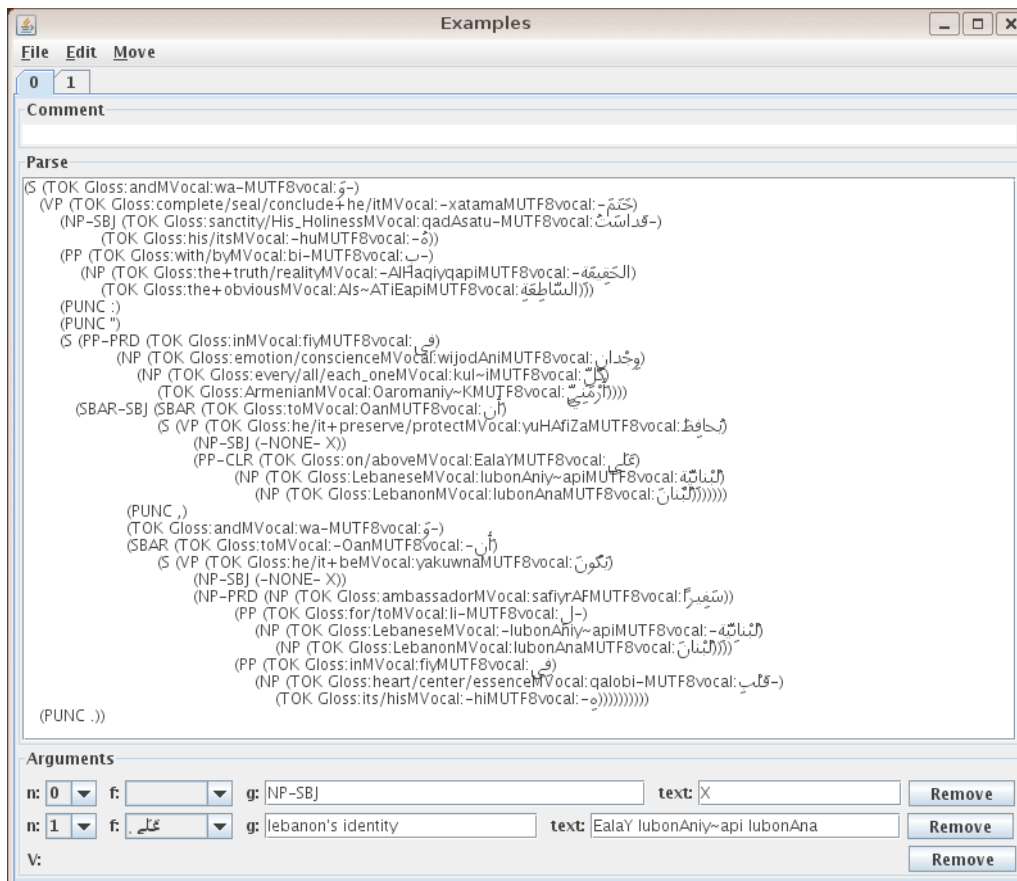 Examples
File Edit Move
0 1
Comment
Parse
(S (TOK Gloss:andMVocal:wa-MUTF8vocal:وَ-)
(VP (TOK Gloss:complete/seal/conclude+he/itMVocal:-xatamaMUTF8vocal:-خَتَمَ)
(NP-SBJ (TOK Gloss:sanctity/His_HolinessMVocal:qadAsatu-MUTF8vocal:قَداسَتُ-)
(TOK Gloss:his/itsMVocal:-huMUTF8vocal:-هُ))
(PP (TOK Gloss:with/byMVocal:bi-MUTF8vocal:بِ-)
(NP (TOK Gloss:the+truth/realityMVocal:-AlHaqiyqapiMUTF8vocal:-الحَقِيقَةِ)
(TOK Gloss:the+obviousMVocal:Als~ATiEapiMUTF8vocal:السّاطِعَةِ)))
(PUNC :)
(PUNC ")
(S (PP-PRD (TOK Gloss:inMVocal:fiyMUTF8vocal:فِي)
(NP (TOK Gloss:emotion/conscienceMVocal:wijodAniMUTF8vocal:وِجْدانِ)
(NP (TOK Gloss:every/all/each_oneMVocal:kul~iMUTF8vocal:كُلِّ)
(TOK Gloss:ArmenianMVocal:Oaromaniy~KMUTF8vocal:أَرْمَنِيٍّ))))
(SBAR-SBJ (SBAR (TOK Gloss:toMVocal:OanMUTF8vocal:أَن)
(S (VP (TOK Gloss:he/it+preserve/protectMVocal:yuHAfiZaMUTF8vocal:يُحافِظَ)
(NP-SBJ (-NONE- X))
(PP-CLR (TOK Gloss:on/aboveMVocal:EalaYMUTF8vocal:عَلَى)
(NP (TOK Gloss:LebaneseMVocal:lubonAniy~apiMUTF8vocal:لُبْنانِيَّةِ)
(NP (TOK Gloss:LebanonMVocal:lubonAnaMUTF8vocal:لُبْنانَ)))))))
(PUNC ,)
(TOK Gloss:andMVocal:wa-MUTF8vocal:وَ-)
(SBAR (TOK Gloss:toMVocal:-OanMUTF8vocal:-أَن)
(S (VP (TOK Gloss:he/it+beMVocal:yakuwnaMUTF8vocal:يَكُونَ)
(NP-SBJ (-NONE- X))
(NP-PRD (NP (TOK Gloss:ambassadorMVocal:safiyrAFMUTF8vocal:سَفِيراً))
(PP (TOK Gloss:for/toMVocal:li-MUTF8vocal:لِ-)
(NP (TOK Gloss:LebaneseMVocal:-lubonAniy~apiMUTF8vocal:-لُبْنانِيَّةِ)
(NP (TOK Gloss:LebanonMVocal:lubonAnaMUTF8vocal:لُبْنانَ))))
(PP (TOK Gloss:inMVocal:fiyMUTF8vocal:فِي)
(NP (TOK Gloss:heart/center/essenceMVocal:qalobi-MUTF8vocal:قَلْبِ-)
(TOK Gloss:its/hisMVocal:-hiMUTF8vocal:-هِ))))))))))
(PUNC .))
Arguments
n: 0 f: g: NP-SBJ text: X Remove
n: 1 f: عَلَى g: lebanon's identity text: EalaY lubonAniy~api lubonAna Remove
V: Remove